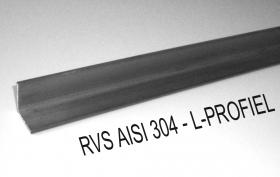 RVS AISI 304 - L-PROFIEL